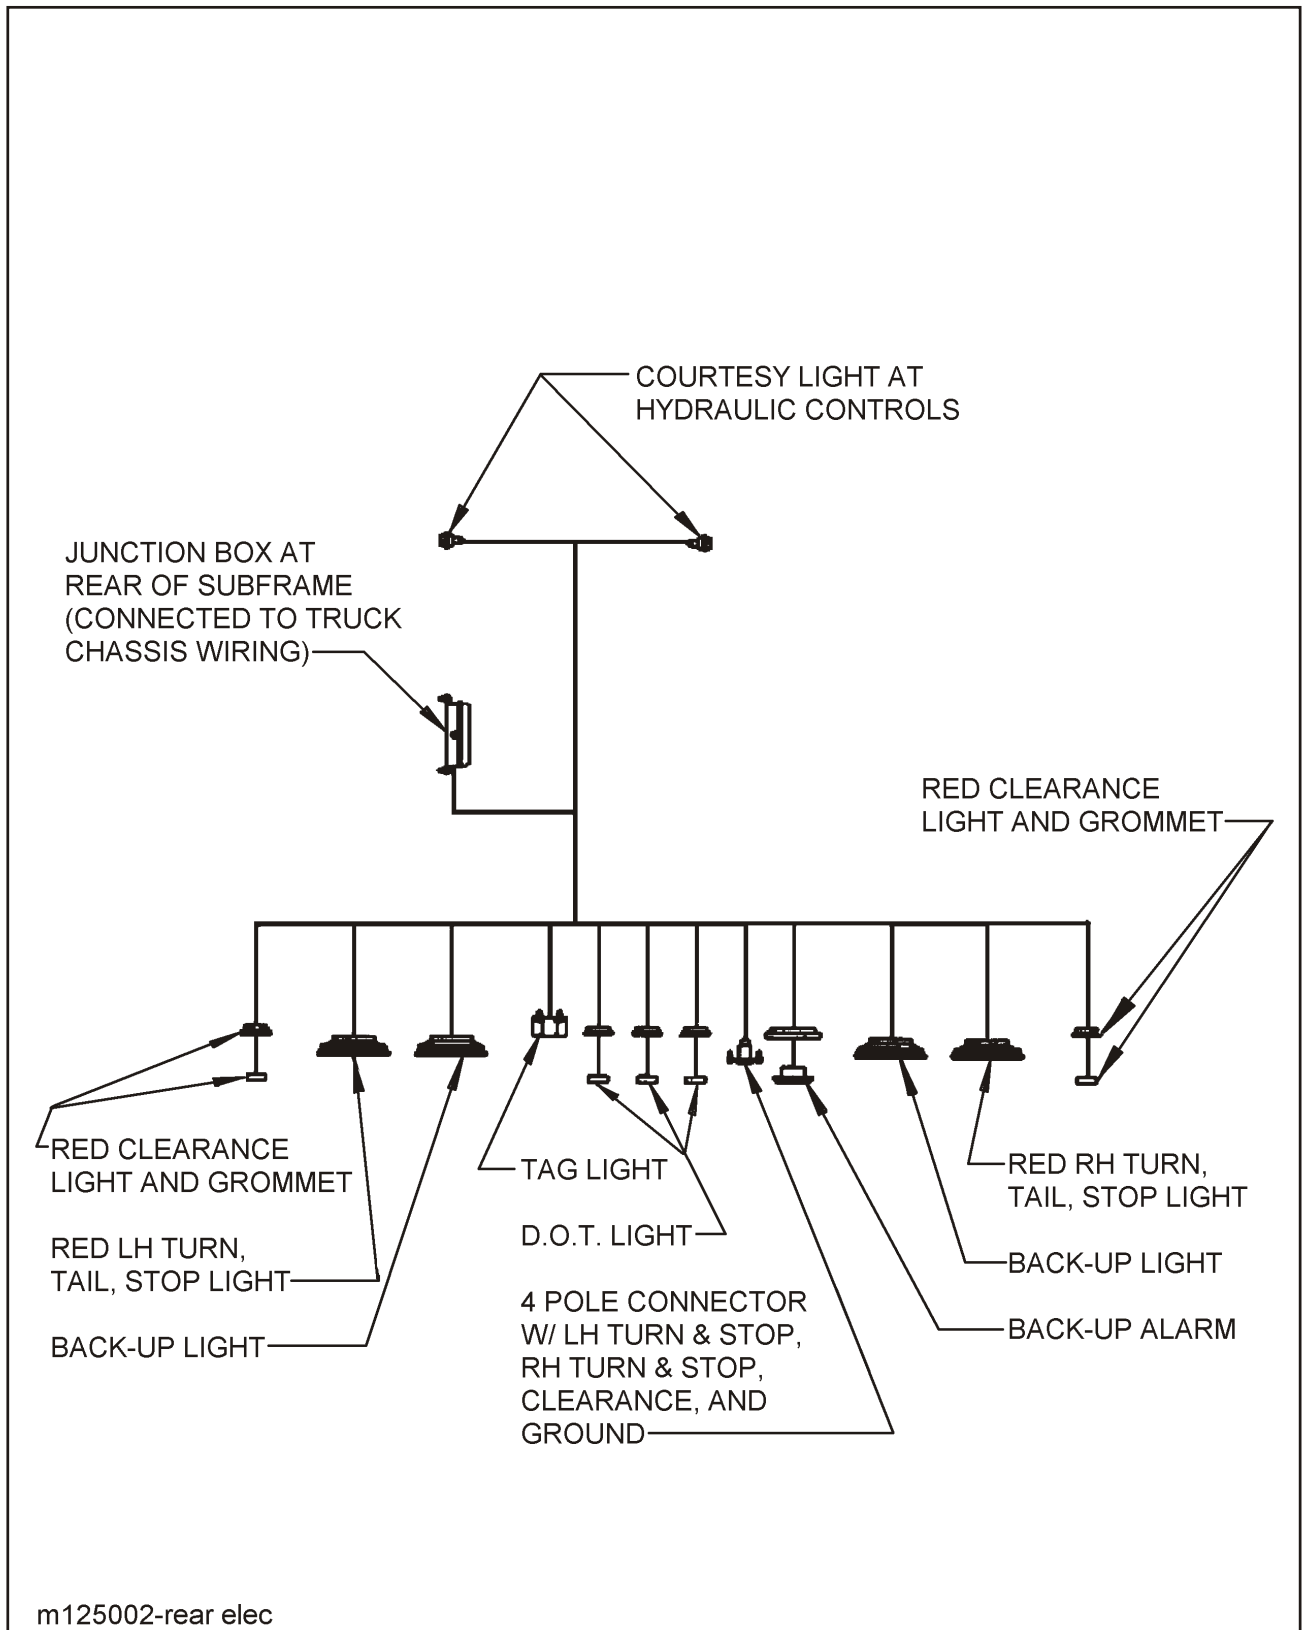 COURTESY LIGHT AT
HYDRAULIC CONTROLS
JUNCTION BOX AT
REAR OF SUBFRAME
(CONNECTED TO TRUCK
CHASSIS WIRING)
RED CLEARANCE
LIGHT AND GROMMET
RED CLEARANCE
LIGHT AND GROMMET
RED LH TURN,
TAIL, STOP LIGHT
BACK-UP LIGHT
TAG LIGHT
D.O.T. LIGHT
4 POLE CONNECTOR
W/ LH TURN & STOP,
RH TURN & STOP,
CLEARANCE, AND
GROUND
RED RH TURN,
TAIL, STOP LIGHT
BACK-UP LIGHT
BACK-UP ALARM
m125002-rear elec